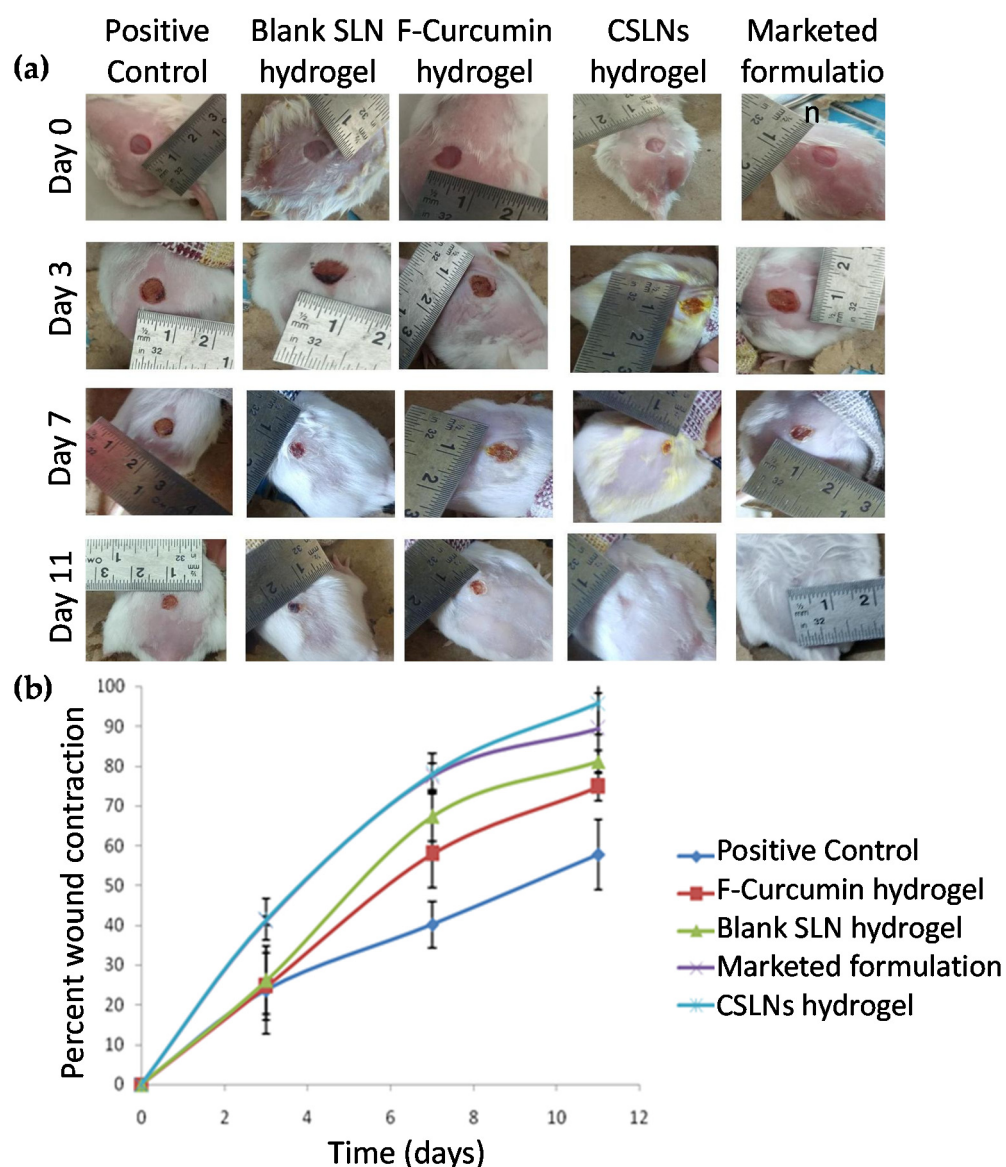 Positive Control
Blank SLN hydrogel
F-Curcumin hydrogel
CSLNs hydrogel
Marketed formulatio
n
(a)
Day 0
Day 3
Day 7
Day 11
(b)
100
90
80
70
60
50
40
30
20
10
0
Percent wound contraction
0 2 4 6 8 10 12
Time (days)
Positive Control
F-Curcumin hydrogel
Blank SLN hydrogel
Marketed formulation
CSLNs hydrogel